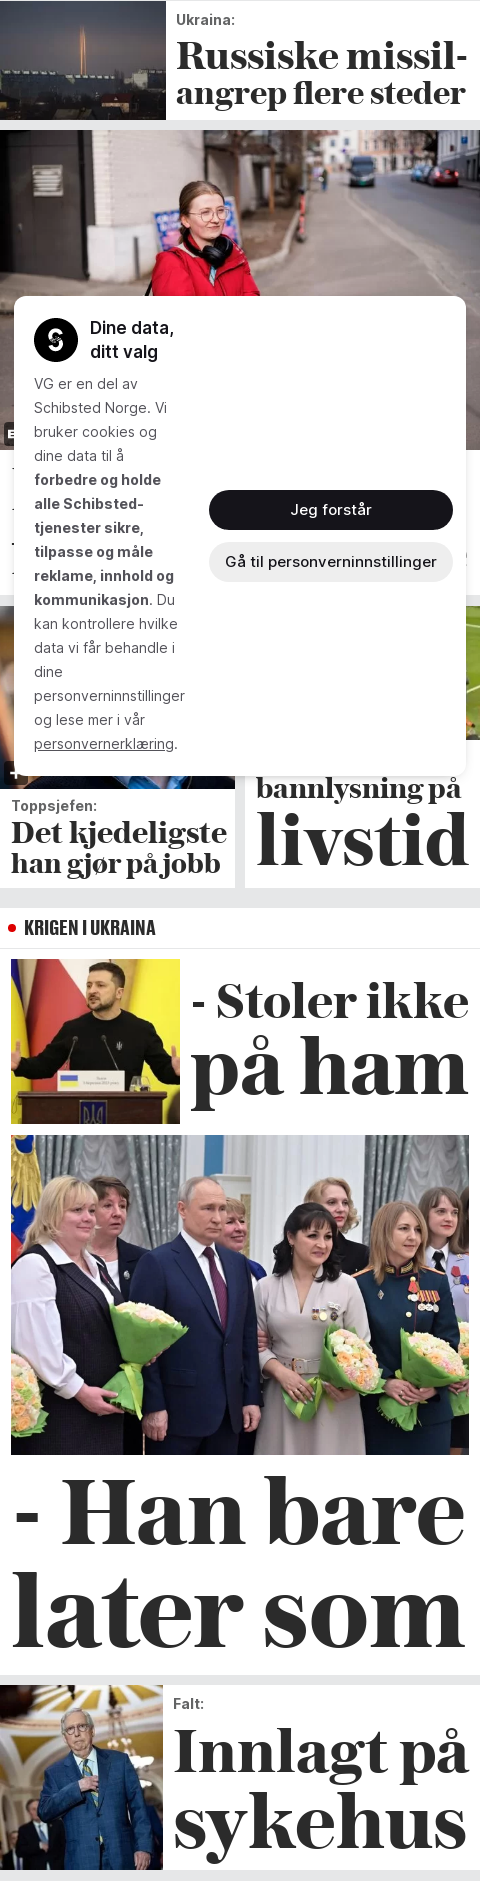 Ukraina:
Russiske missil-
angrep flere steder
Dine data,
ditt valg
VG er en del av
Schibsted Norge. Vi
bruker cookies og
dine data til å
forbedre og holde
alle Schibsted-
tjenester sikre,
tilpasse og måle
reklame, innhold og
kommunikasjon. Du
kan kontrollere hvilke
data vi får behandle i
dine
personverninnstillinger
og lese mer i vår
personvernerklæring.
Jeg forstår
Gå til personverninnstillinger
Toppsjefen:
Det kjedeligste
han gjør på jobb
bannlysning på
livstid
KRIGEN I UKRAINA
- Stoler ikke
på ham
- Han bare
later som
Falt:
Innlagt på
sykehus